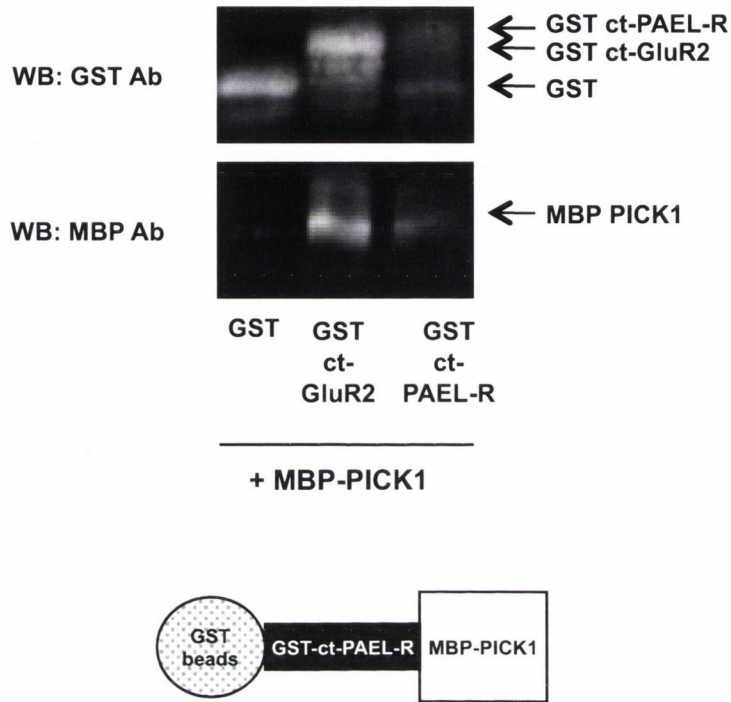 GST ct-PAEL-R
GST ct-GluR2
WB: GST Ab
GST
MBP PICK1
WB: MBP Ab
GST
GST
ct-
GluR2
GST
ct-
PAEL-R
+ MBP-PICK1
GST
beads
GST-ct-PAEL-R
MBP-PICK1